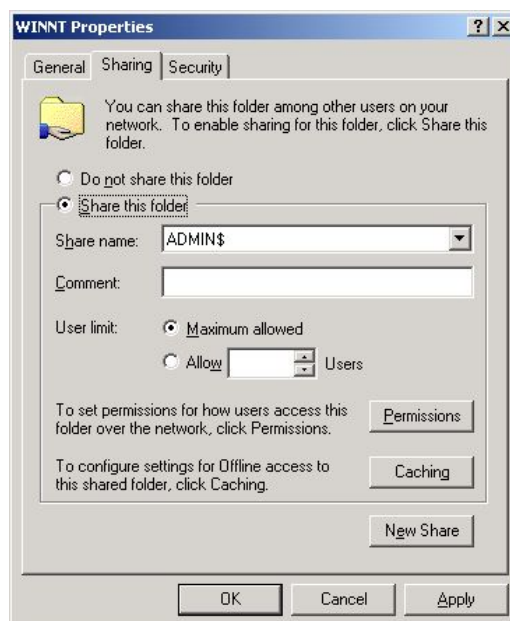 WINNT Properties
General Sharing Security
You can share this folder among other users on your
network. To enable sharing for this folder, click Share this
folder.
Do not share this folder
Share this folder
Share name: ADMIN$
Comment:
User limit: Maximum allowed
Allow Users
To set permissions for how users access this
folder over the network, click Permissions.
Permissions
To configure settings for Offline access to
this shared folder, click Caching.
Caching
New Share
OK Cancel Apply